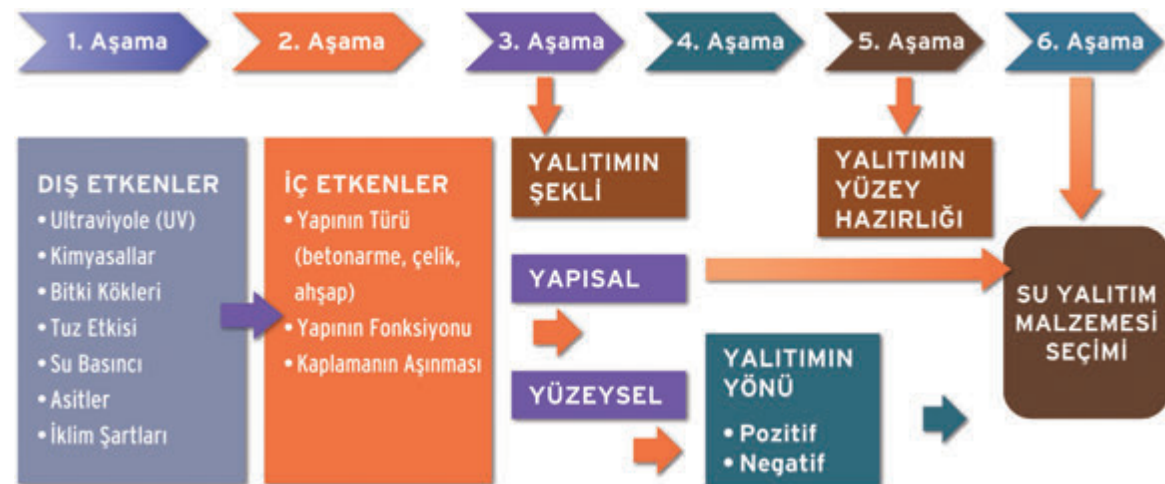 1. Aşama
2. Aşama
3. Aşama
4. Aşama
5. Aşama
6. Aşama
DIŞ ETKENLER
• Ultraviyole (UV)
• Kimyasallar
• Bitki Kökleri
• Tuz Etkisi
• Su Basıncı
• Asitler
• İklim Şartları
İÇ ETKENLER
• Yapının Türü
(betonarme, çelik,
ahşap)
• Yapının Fonksiyonu
• Kaplamanın Aşınması
YALITIMIN
ŞEKLİ
YAPISAL
YÜZEYSEL
YALITIMIN
YÖNÜ
• Pozitif
• Negatif
YALITIMIN
YÜZEY
HAZIRLIĞI
SU YALITIM
MALZEMESİ
SEÇİMİ